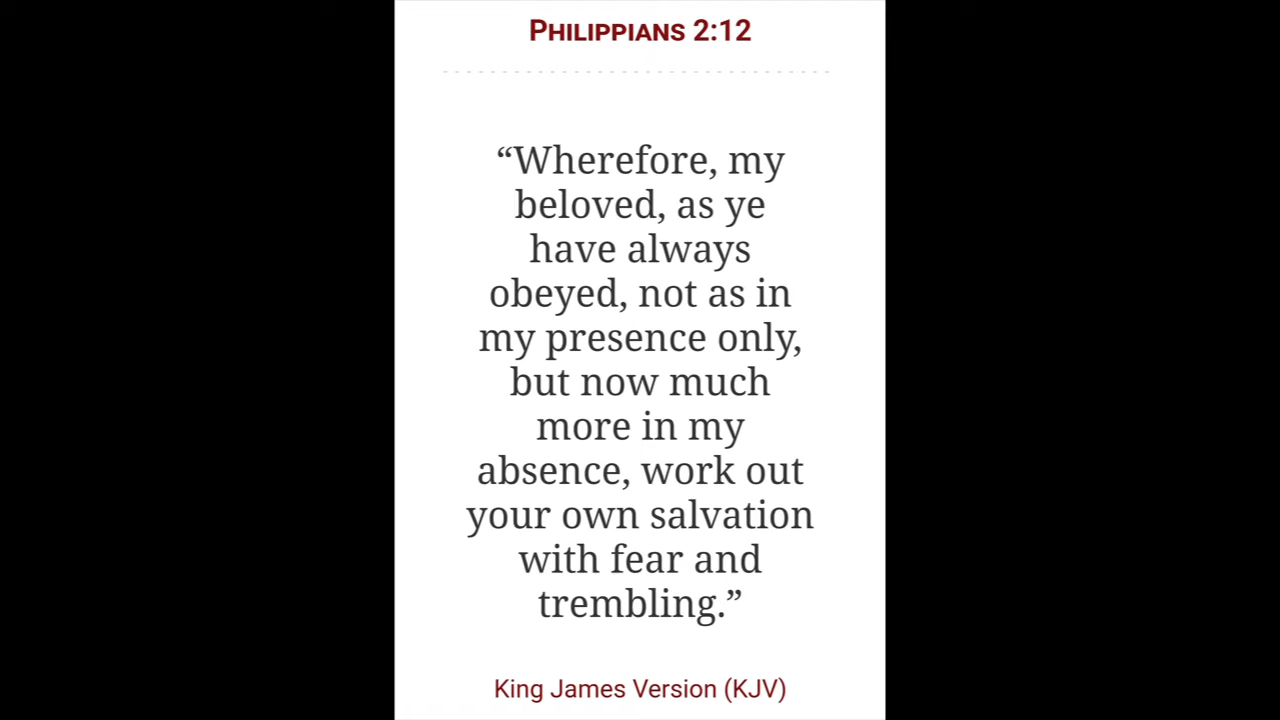 Philippians 2:12
“Wherefore, my
beloved, as ye
have always
obeyed, not as in
my presence only,
but now much
more in my
absence, work out
your own salvation
with fear and
trembling.”
King James Version (KJV)